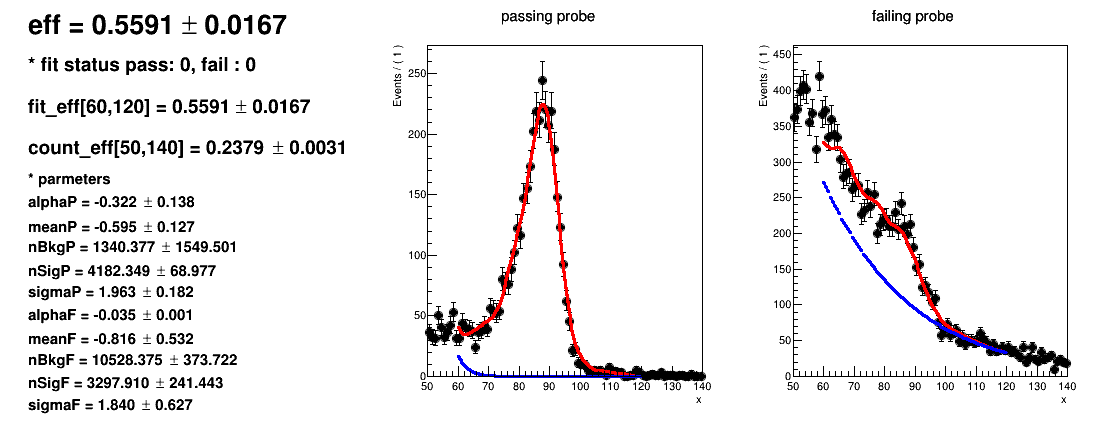 eff = 0.5591 ± 0.0167
* fit status pass: 0, fail : 0
fit_eff[60,120] = 0.5591 ± 0.0167
count_eff[50,140] = 0.2379 ± 0.0031
* parmeters
alphaP = -0.322 ± 0.138
meanP = -0.595 ± 0.127
nBkgP = 1340.377 ± 1549.501
nSigP = 4182.349 ± 68.977
sigmaP = 1.963 ± 0.182
alphaF = -0.035 ± 0.001
meanF = -0.816 ± 0.532
nBkgF = 10528.375 ± 373.722
nSigF = 3297.910 ± 241.443
sigmaF = 1.840 ± 0.627
passing probe
Events / ( 1 )
250
200
150
100
50
0
50 60 70 80 90 100 110 120 130 140
x
failing probe
Events / ( 1 )
450
400
350
300
250
200
150
100
50
0
50 60 70 80 90 100 110 120 130 140
x